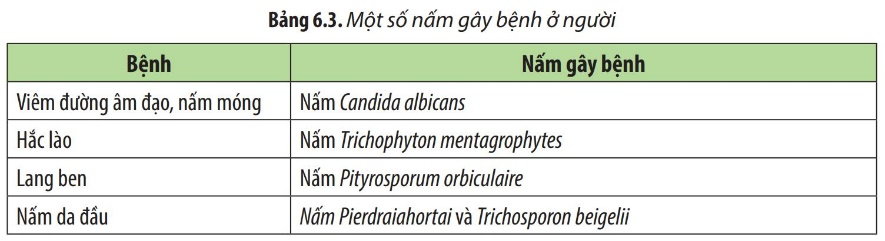 Bảng 6.3. Một số nấm gây bệnh ở người
Bệnh Nấm gây bệnh
Viêm đường âm đạo, nấm móng Nấm Candida albicans
Hắc lào Nấm Trichophyton mentagrophytes
Lang ben Nấm Pityrosporum orbiculaire
Nấm da đầu Nấm Pierdraiahortai và Trichosporon beigelii